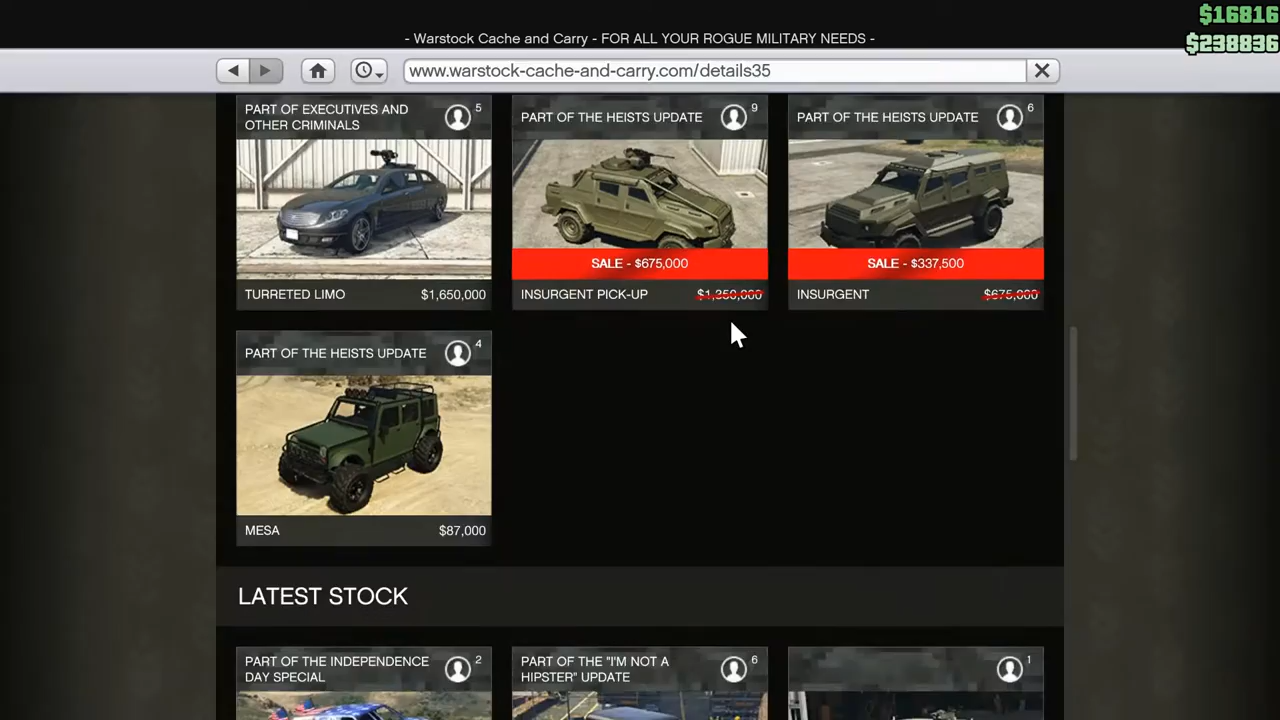 $16816
- Warstock Cache and Carry - FOR ALL YOUR ROGUE MILITARY NEEDS -
$238836
www.warstock-cache-and-carry.com/details35
PART OF EXECUTIVES AND
OTHER CRIMINALS
5
PART OF THE HEISTS UPDATE
9
PART OF THE HEISTS UPDATE
6
SALE - $675,000
SALE - $337,500
TURRETED LIMO
$1,650,000
INSURGENT PICK-UP
$1,350,000
INSURGENT
$675,000
PART OF THE HEISTS UPDATE
4
MESA
$87,000
LATEST STOCK
PART OF THE INDEPENDENCE
DAY SPECIAL
2
PART OF THE "I'M NOT A
HIPSTER" UPDATE
6
1